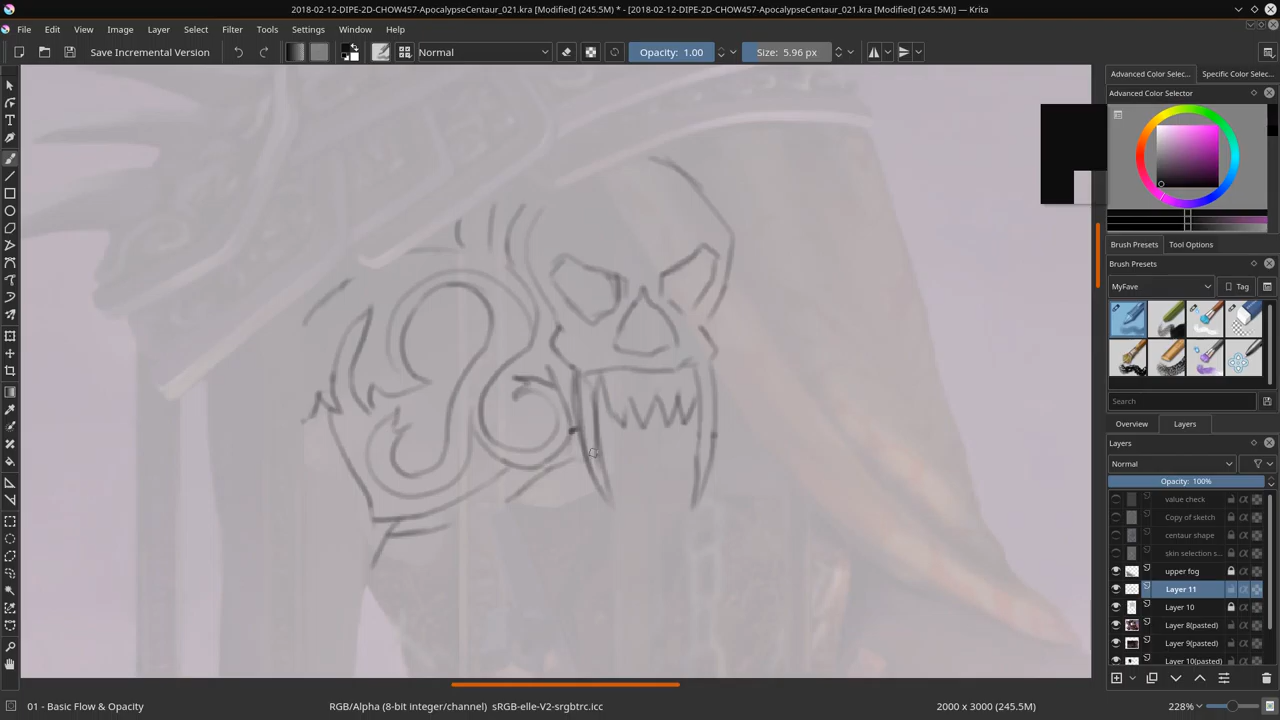 2018-02-12-DIPE-2D-CHOW457-ApocalypseCentaur_021.kra [Modified] (245.5M) * - [2018-02-12-DIPE-2D-CHOW457-ApocalypseCentaur_021.kra [Modified] (245.5M)] — Krita
File Edit View Image Layer Select Filter Tools Settings Window Help
Save Incremental Version Normal Opacity: 1.00 Size: 5.96 px
Advanced Color Selec... Specific Color Selec...
Advanced Color Selector
Brush Presets Tool Options
Brush Presets
MyFave Tag
Search
Overview Layers
Layers
Normal
Opacity: 100%
value check
Copy of sketch
centaur shape
skin selection s...
upper fog
Layer 11
Layer 10
Layer 8(pasted)
Layer 9(pasted)
Layer 10(pasted)
01 - Basic Flow & Opacity RGB/Alpha (8-bit integer/channel) sRGB-elle-V2-srgbtrc.icc 2000 x 3000 (245.5M) 228%